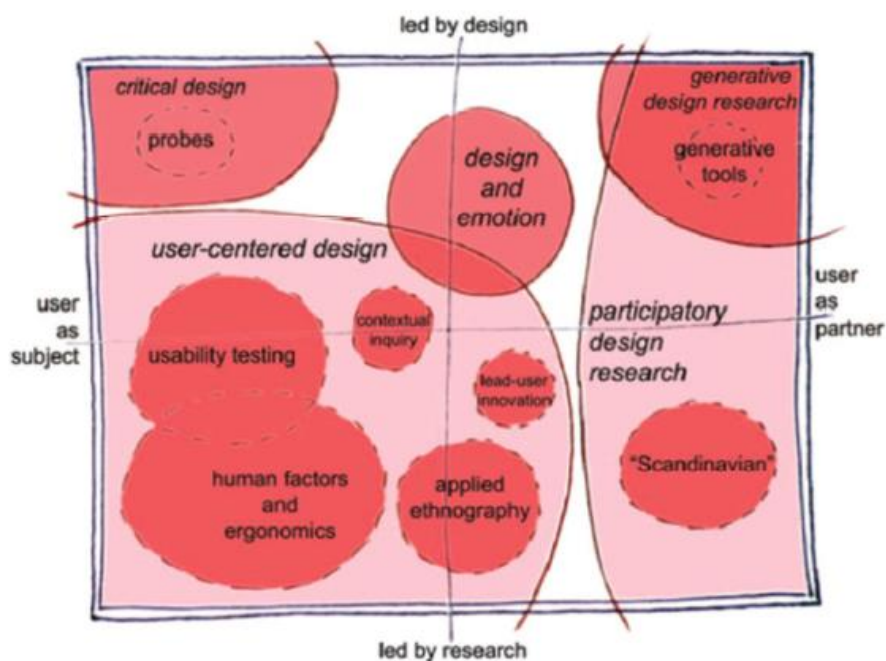 led by design
critical design
probes
generative
design research
generative
tools
design
and
emotion
user-centered design
user
as
subject
usability testing
contextual
inquiry
lead-user
innovation
participatory
design
research
user
as
partner
human factors
and
ergonomics
applied
ethnography
"Scandinavian"
led by research